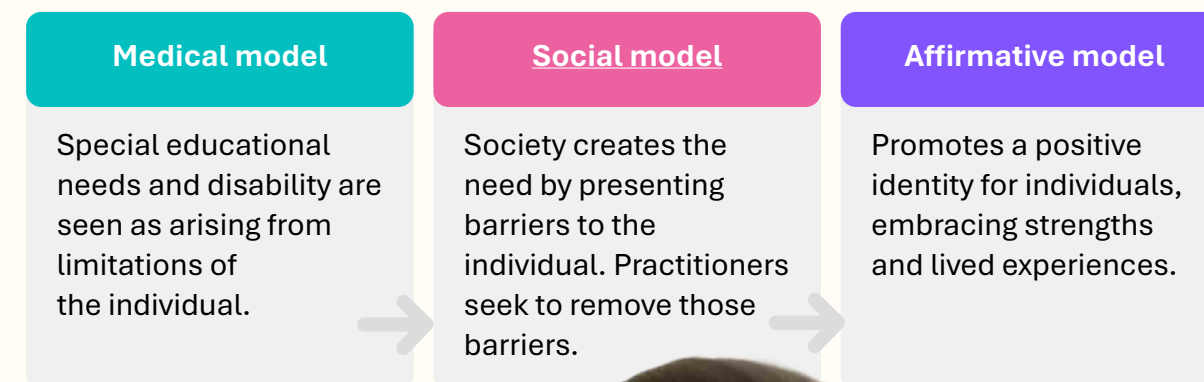 Medical model
Special educational
needs and disability are
seen as arising from
limitations of
the individual.
Social model
Society creates the
need by presenting
barriers to the
individual. Practitioners
seek to remove those
barriers.
Affirmative model
Promotes a positive
identity for individuals,
embracing strengths
and lived experiences.